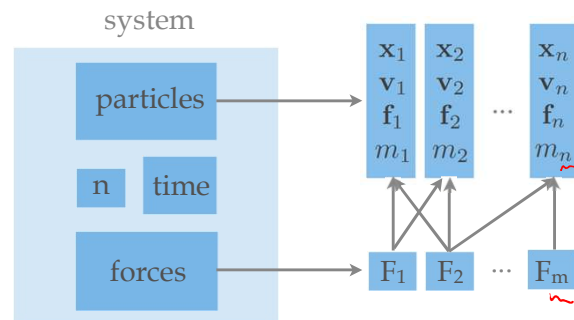 system
particles
n time
forces
x₁ x₂ xₙ
v₁ v₂ vₙ
f₁ f₂ ... fₙ
m₁ m₂ mₙ
F₁ F₂ ... Fm